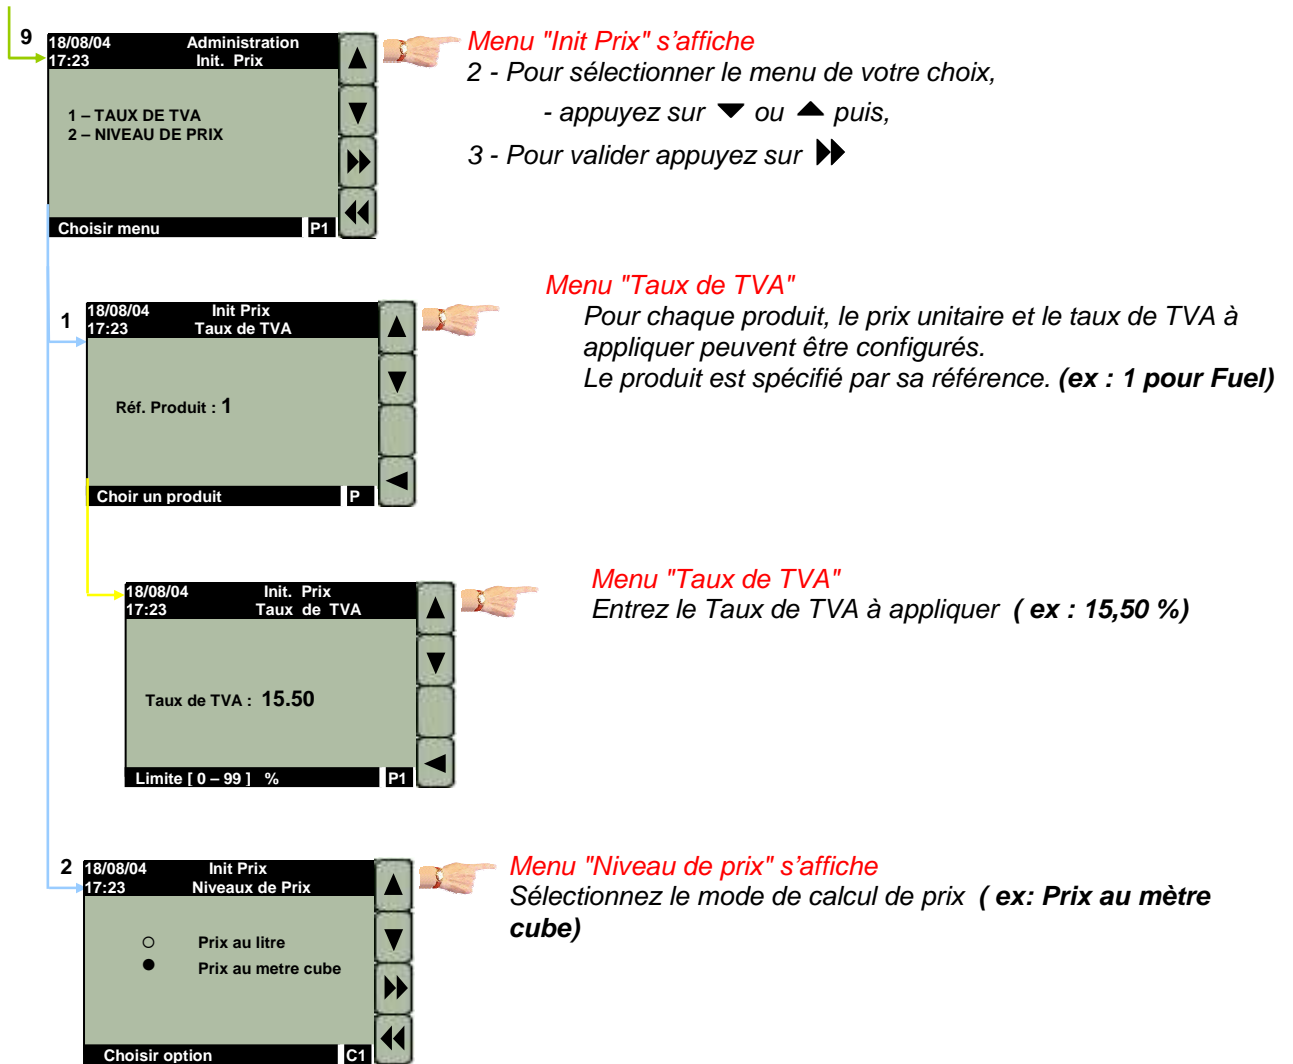 9
18/08/04 Administration
17:23 Init. Prix
1 – TAUX DE TVA
2 – NIVEAU DE PRIX
Choisir menu P1
Menu "Init Prix" s’affiche
2 - Pour sélectionner le menu de votre choix,
- appuyez sur ▼ ou ▲ puis,
3 - Pour valider appuyez sur
1
18/08/04 Init Prix
17:23 Taux de TVA
Réf. Produit : 1
Choir un produit P
Menu "Taux de TVA"
Pour chaque produit, le prix unitaire et le taux de TVA à
appliquer peuvent être configurés.
Le produit est spécifié par sa référence. (ex : 1 pour Fuel)
18/08/04 Init. Prix
17:23 Taux de TVA
Taux de TVA : 15.50
Limite [ 0 – 99 ] % P1
Menu "Taux de TVA"
Entrez le Taux de TVA à appliquer ( ex : 15,50 %)
2
18/08/04 Init Prix
17:23 Niveaux de Prix
○ Prix au litre
● Prix au metre cube
Choisir option C1
Menu "Niveau de prix" s’affiche
Sélectionnez le mode de calcul de prix ( ex: Prix au mètre
cube)